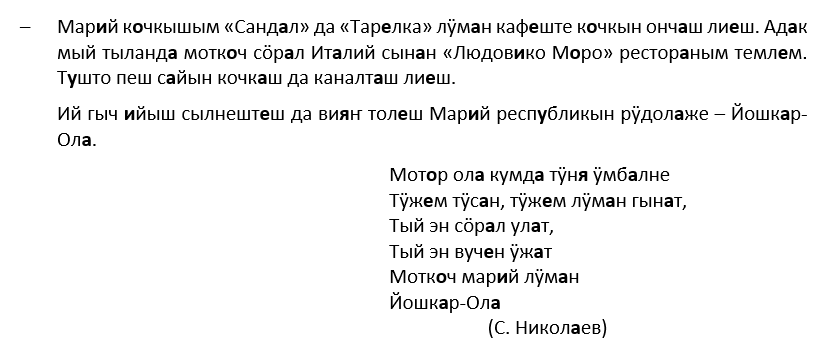 – Марий кочкышым «Сандал» да «Тарелка» лӱман кафеште кочкын ончаш лиеш. Адак
мый тыланда моткоч сӧрал Италий сынан «Людовико Моро» рестораным темлем.
Тушто пеш сайын кочкаш да каналташ лиеш.
Ий гыч ийыш сылнештеш да вияҥ толеш Марий республикын рӱдолаже – Йошкар-
Ола.
Мотор ола кумда тӱня ӱмбалне
Тӱжем тӱсан, тӱжем лӱман гынат,
Тый эн сӧрал улат,
Тый эн вучен ӱжат
Моткоч марий лӱман
Йошкар-Ола
(С. Николаев)